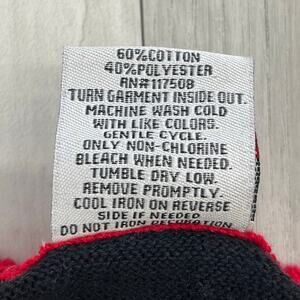 60%COTTON
40%POLYESTER
RN#117508
TURN GARMENT INSIDE OUT.
MACHINE WASH COLD
WITH LIKE COLORS.
GENTLE CYCLE.
ONLY NON-CHLORINE
BLEACH WHEN NEEDED.
TUMBLE DRY LOW.
REMOVE PROMPTLY.
COOL IRON ON REVERSE
SIDE IF NEEDED
DO NOT IRON DECORATION